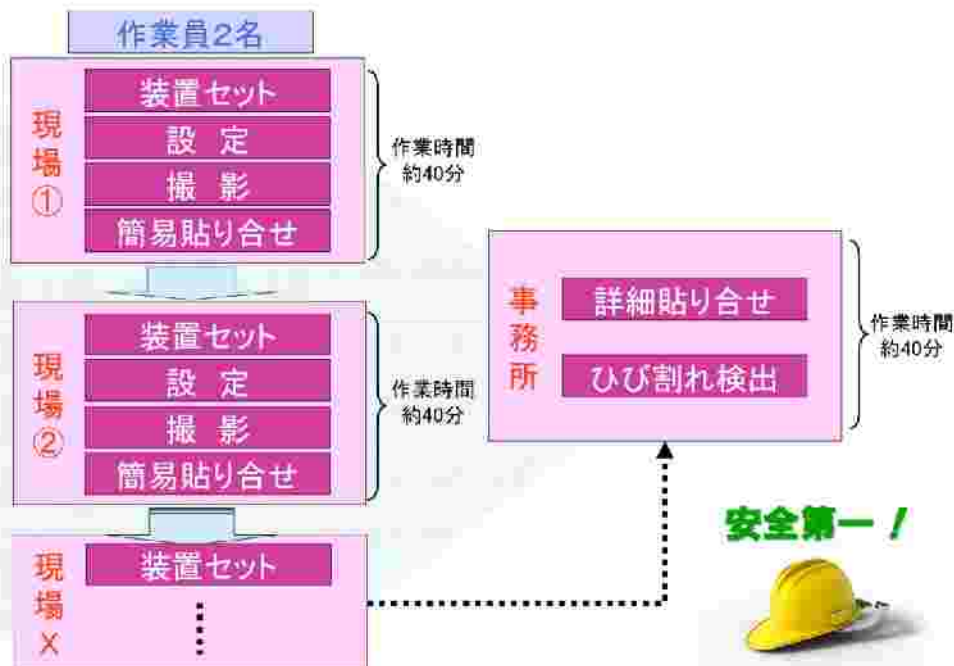 作業員2名
現場①
装置セット
設 定
撮 影
簡易貼り合せ
作業時間
約40分
現場②
装置セット
設 定
撮 影
簡易貼り合せ
作業時間
約40分
現場X
装置セット
事務所
詳細貼り合せ
ひび割れ検出
作業時間
約40分
安全第一！